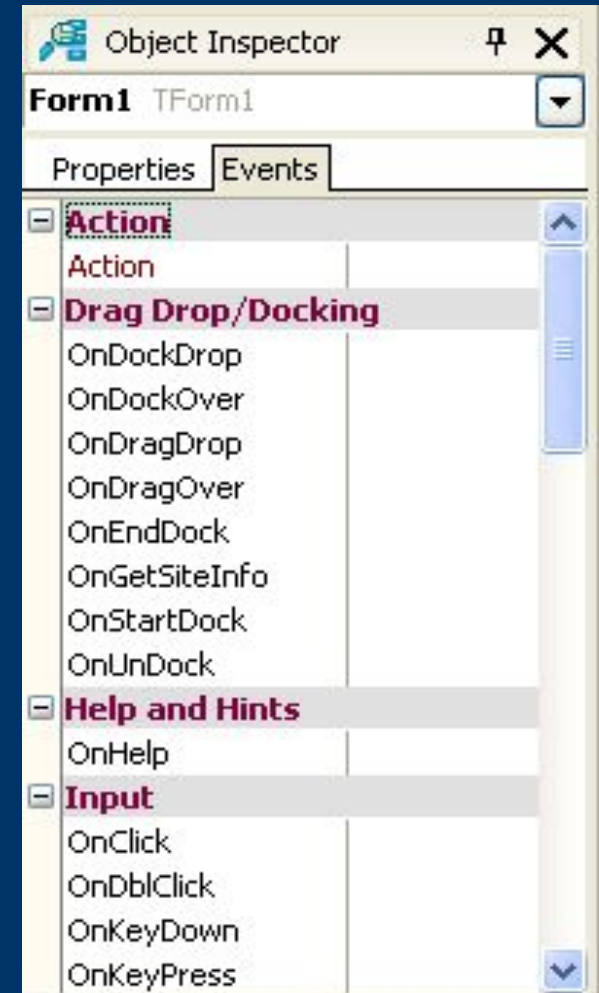 Object Inspector
Form1 TForm1
Properties Events
Action
Action
Drag Drop/Docking
OnDockDrop
OnDockOver
OnDragDrop
OnDragOver
OnEndDock
OnGetSiteInfo
OnStartDock
OnUnDock
Help and Hints
OnHelp
Input
OnClick
OnDblClick
OnKeyDown
OnKeyPress